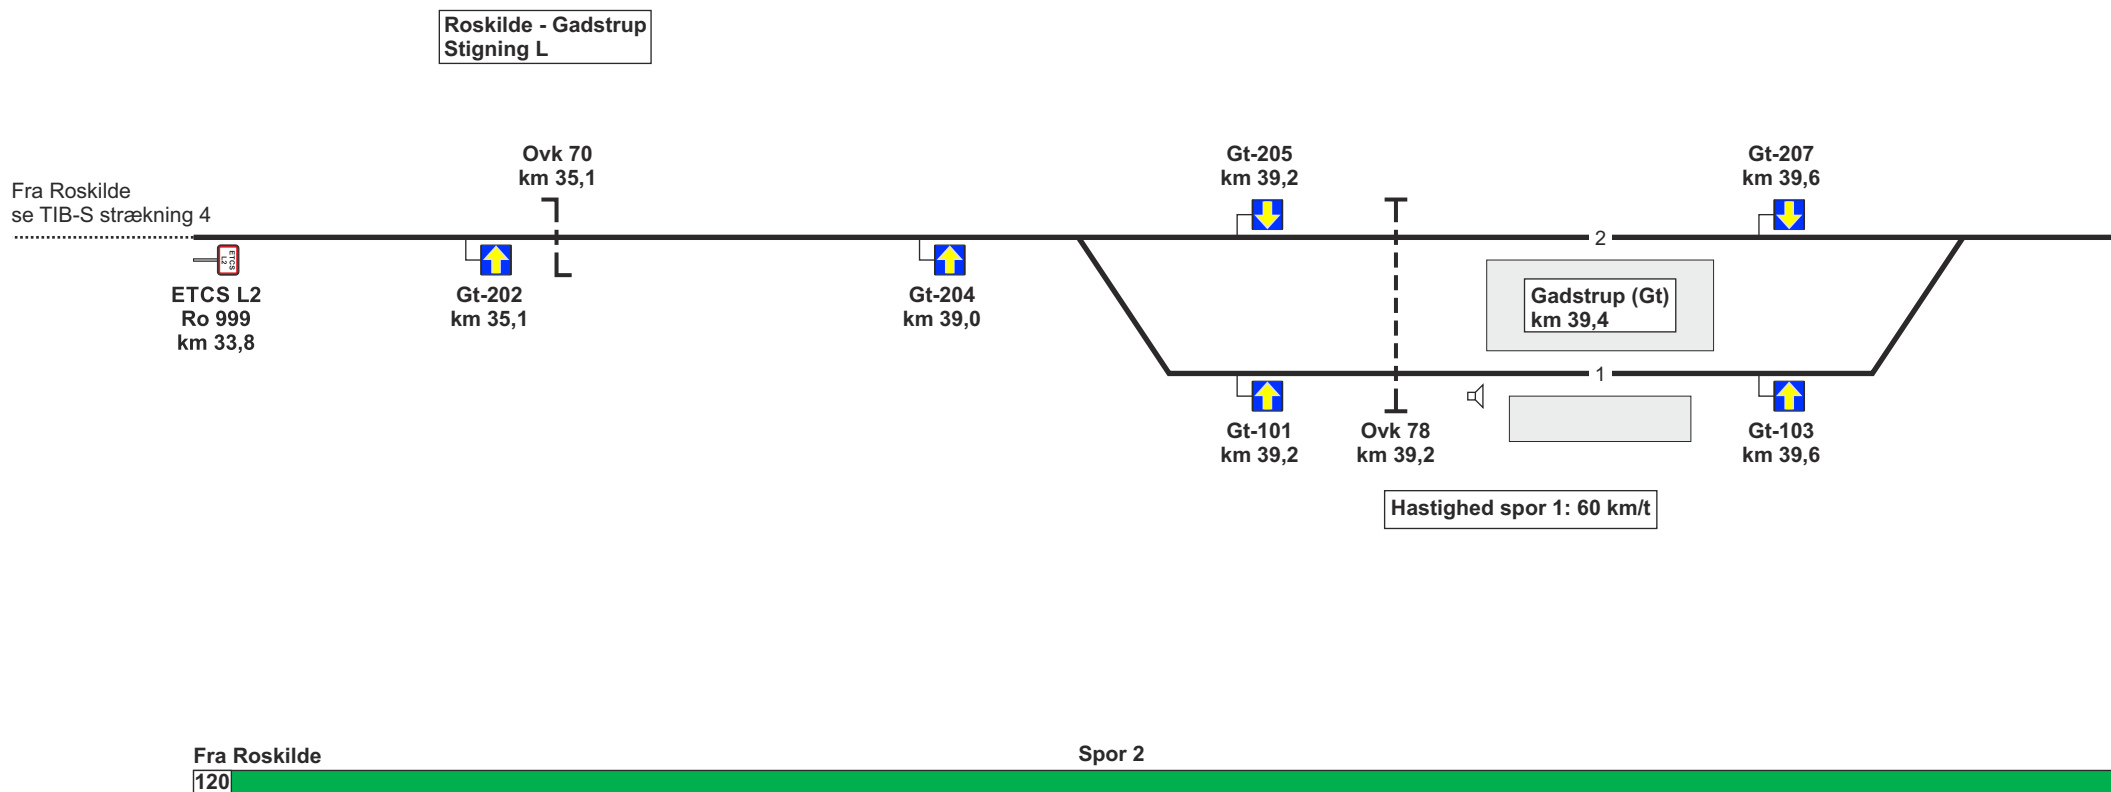 Roskilde - Gadstrup
Stigning L
Ovk 70
km 35,1
Gt-205
km 39,2
Gt-207
km 39,6
Fra Roskilde
se TIB-S strækning 4
2
ETCS
L2
ETCS L2
Ro 999
km 33,8
Gt-202
km 35,1
Gt-204
km 39,0
Gadstrup (Gt)
km 39,4
1
Gt-101
km 39,2
Ovk 78
km 39,2
Gt-103
km 39,6
Hastighed spor 1: 60 km/t
Fra Roskilde
Spor 2
120